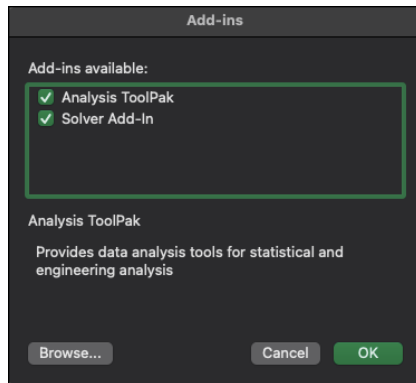 Add-ins
Add-ins available:
Analysis ToolPak
Solver Add-In
Analysis ToolPak
Provides data analysis tools for statistical and
engineering analysis
Browse...
Cancel
OK